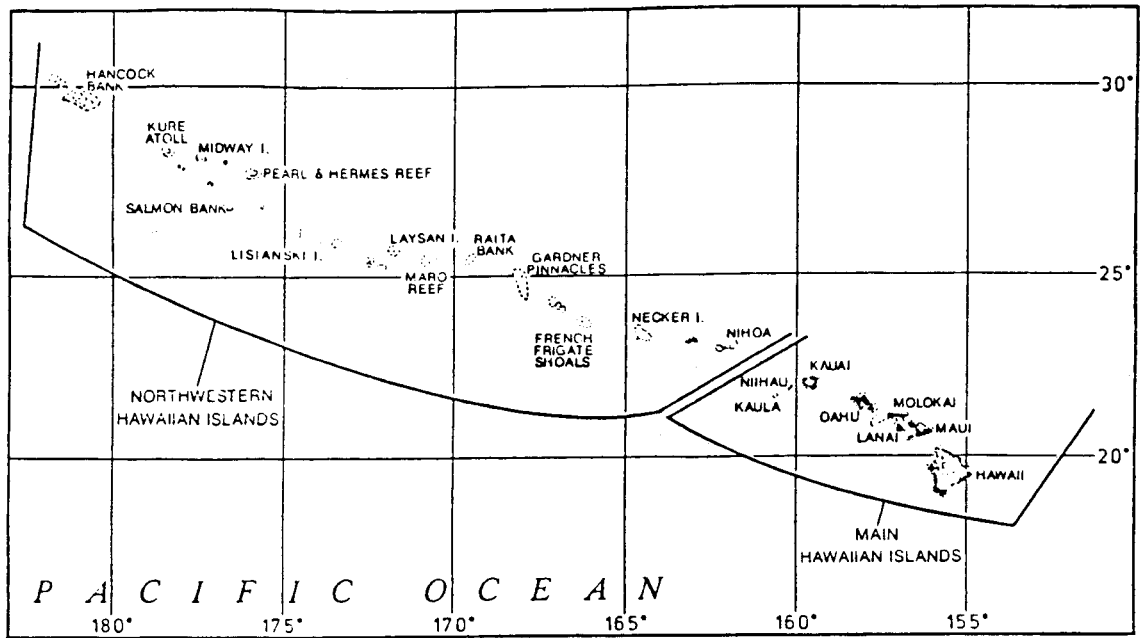 HANCOCK
BANK
30°
KURE
ATOLL
MIDWAY I.
PEARL & HERMES REEF
SALMON BANK
LISIANSKI I.
LAYSAN I.
RAITA
BANK
MARO
REEF
GARDNER
PINNACLES
25°
NECKER I.
NIHOA
FRENCH
FRIGATE
SHOALS
KAUAI
NIIHAU
KAULA
OAHU
MOLOKAI
LANAI
MAUI
20°
HAWAII
NORTHWESTERN
HAWAIIAN ISLANDS
MAIN
HAWAIIAN ISLANDS
PACIFIC OCEAN
180°
175°
170°
165°
160°
155°